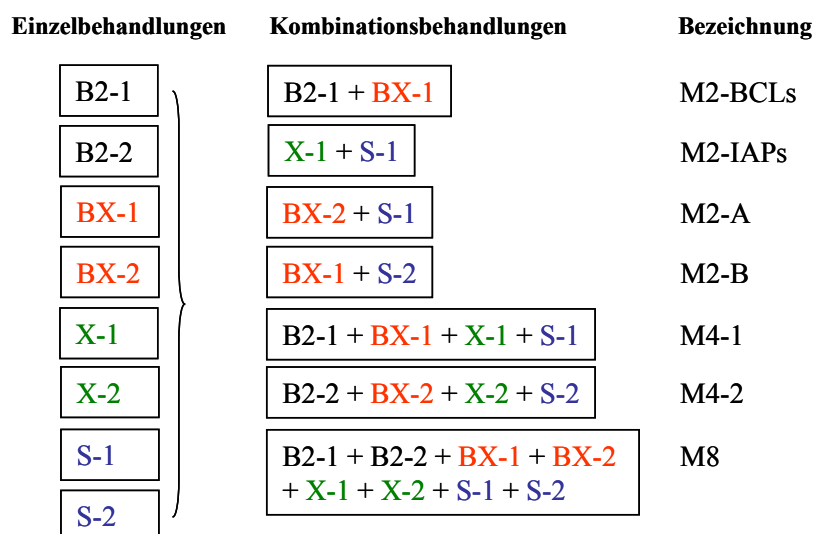 Einzelbehandlungen Kombinationsbehandlungen Bezeichnung
B2-1 B2-1 + BX-1 M2-BCLs
B2-2 X-1 + S-1 M2-IAPs
BX-1 BX-2 + S-1 M2-A
BX-2 BX-1 + S-2 M2-B
X-1 B2-1 + BX-1 + X-1 + S-1 M4-1
X-2 B2-2 + BX-2 + X-2 + S-2 M4-2
S-1 B2-1 + B2-2 + BX-1 + BX-2 M8
+ X-1 + X-2 + S-1 + S-2
S-2